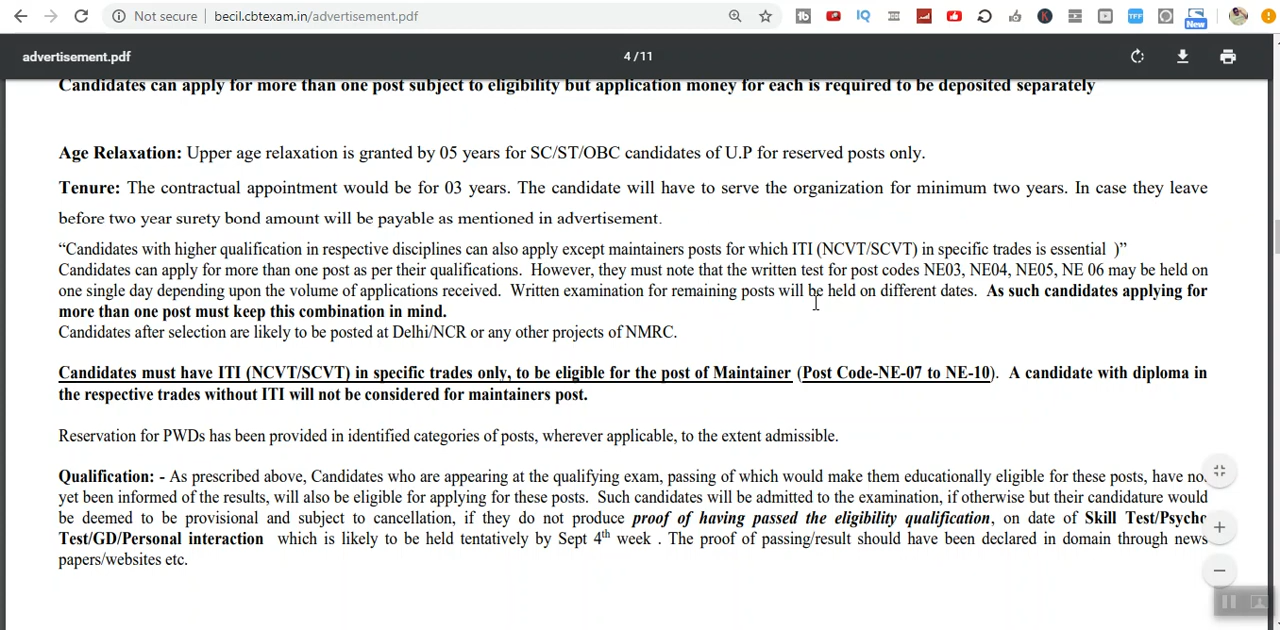 Not secure | becil.cbtexam.in/advertisement.pdf
New
advertisement.pdf
4 / 11
Candidates can apply for more than one post subject to eligibility but application money for each is required to be deposited separately
Age Relaxation: Upper age relaxation is granted by 05 years for SC/ST/OBC candidates of U.P for reserved posts only.
Tenure: The contractual appointment would be for 03 years. The candidate will have to serve the organization for minimum two years. In case they leave
before two year surety bond amount will be payable as mentioned in advertisement.
“Candidates with higher qualification in respective disciplines can also apply except maintainers posts for which ITI (NCVT/SCVT) in specific trades is essential )”
Candidates can apply for more than one post as per their qualifications. However, they must note that the written test for post codes NE03, NE04, NE05, NE 06 may be held on
one single day depending upon the volume of applications received. Written examination for remaining posts will be held on different dates. As such candidates applying for
more than one post must keep this combination in mind.
Candidates after selection are likely to be posted at Delhi/NCR or any other projects of NMRC.
Candidates must have ITI (NCVT/SCVT) in specific trades only, to be eligible for the post of Maintainer (Post Code-NE-07 to NE-10). A candidate with diploma in
the respective trades without ITI will not be considered for maintainers post.
Reservation for PWDs has been provided in identified categories of posts, wherever applicable, to the extent admissible.
Qualification: - As prescribed above, Candidates who are appearing at the qualifying exam, passing of which would make them educationally eligible for these posts, have no
yet been informed of the results, will also be eligible for applying for these posts. Such candidates will be admitted to the examination, if otherwise but their candidature would
be deemed to be provisional and subject to cancellation, if they do not produce proof of having passed the eligibility qualification, on date of Skill Test/Psycho
Test/GD/Personal interaction which is likely to be held tentatively by Sept 4th week . The proof of passing/result should have been declared in domain through news
papers/websites etc.